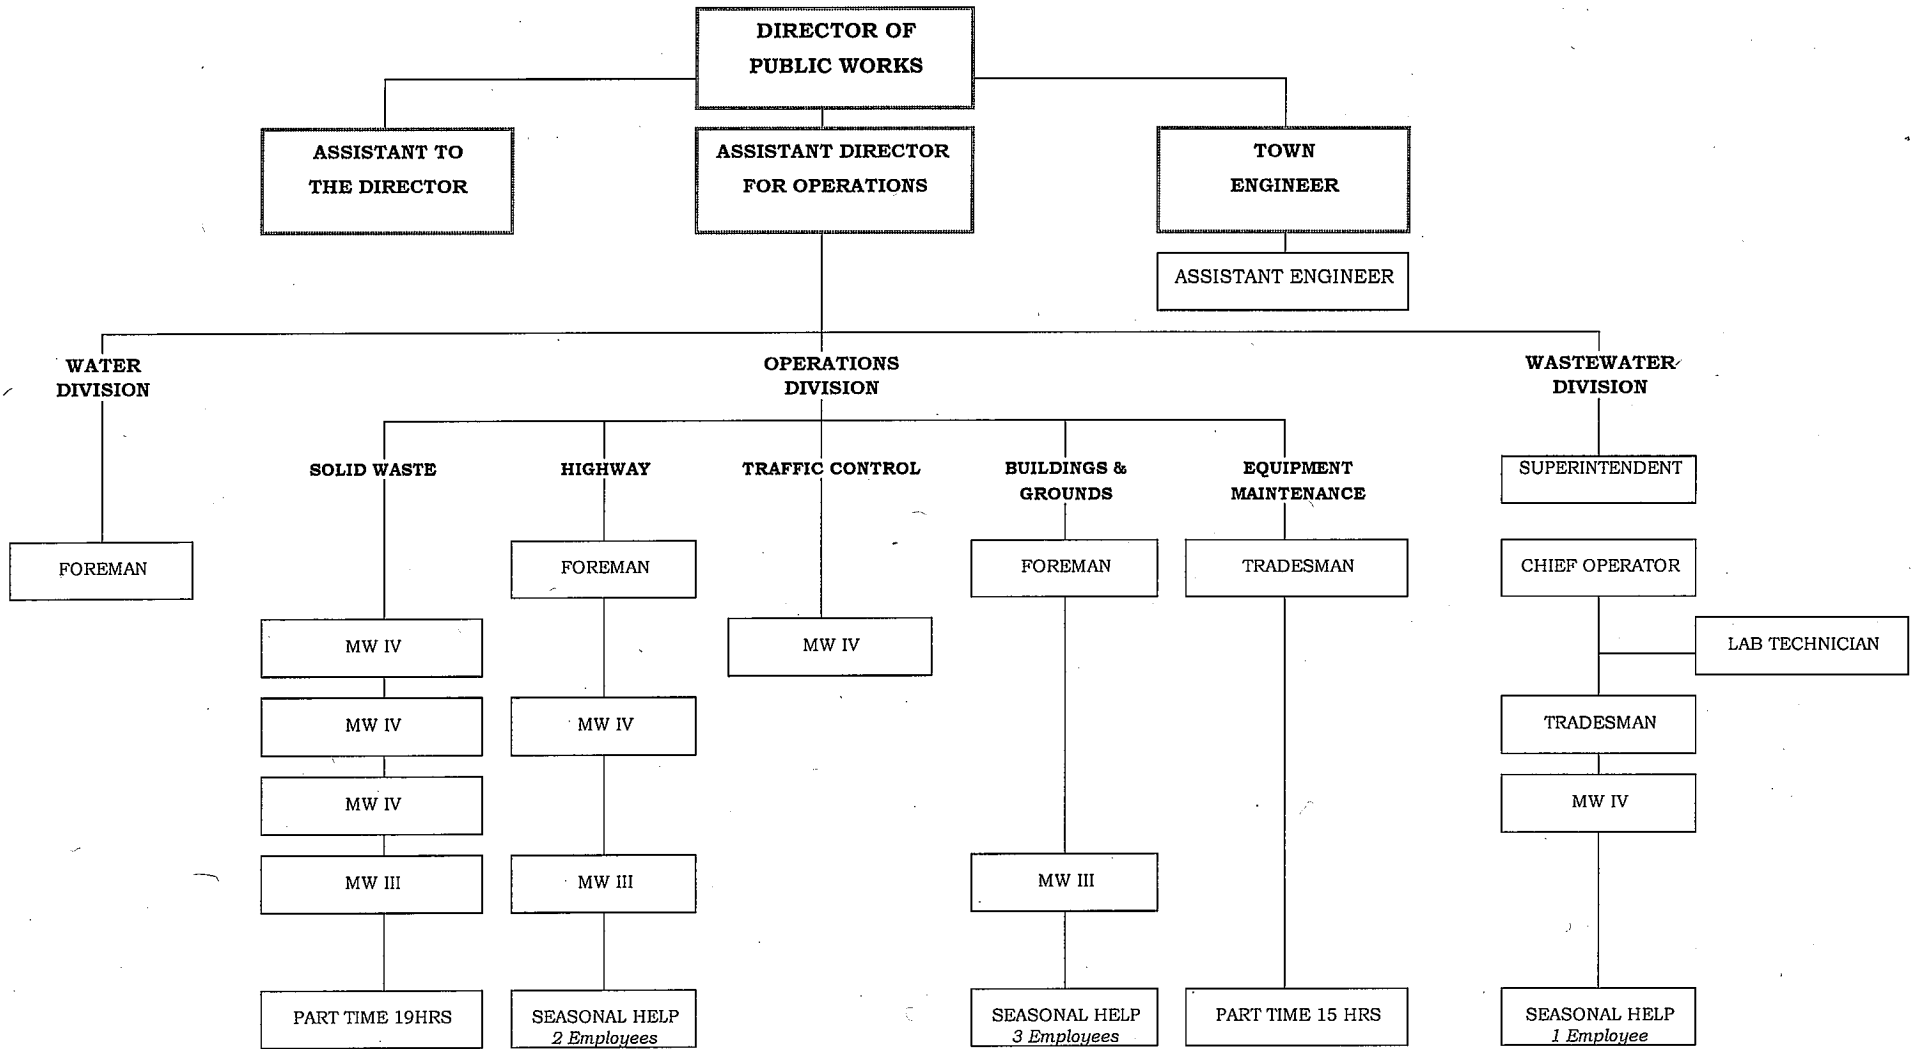 DIRECTOR OF
PUBLIC WORKS
ASSISTANT TO
THE DIRECTOR
ASSISTANT DIRECTOR
FOR OPERATIONS
TOWN
ENGINEER
ASSISTANT ENGINEER
WATER
DIVISION
OPERATIONS
DIVISION
WASTEWATER
DIVISION
SOLID WASTE
HIGHWAY
TRAFFIC CONTROL
BUILDINGS &
GROUNDS
EQUIPMENT
MAINTENANCE
SUPERINTENDENT
FOREMAN
FOREMAN
FOREMAN
TRADESMAN
CHIEF OPERATOR
MW IV
MW IV
LAB TECHNICIAN
MW IV
MW IV
TRADESMAN
MW IV
MW IV
MW III
MW III
MW III
PART TIME 19HRS
SEASONAL HELP
2 Employees
SEASONAL HELP
3 Employees
PART TIME 15 HRS
SEASONAL HELP
1 Employee